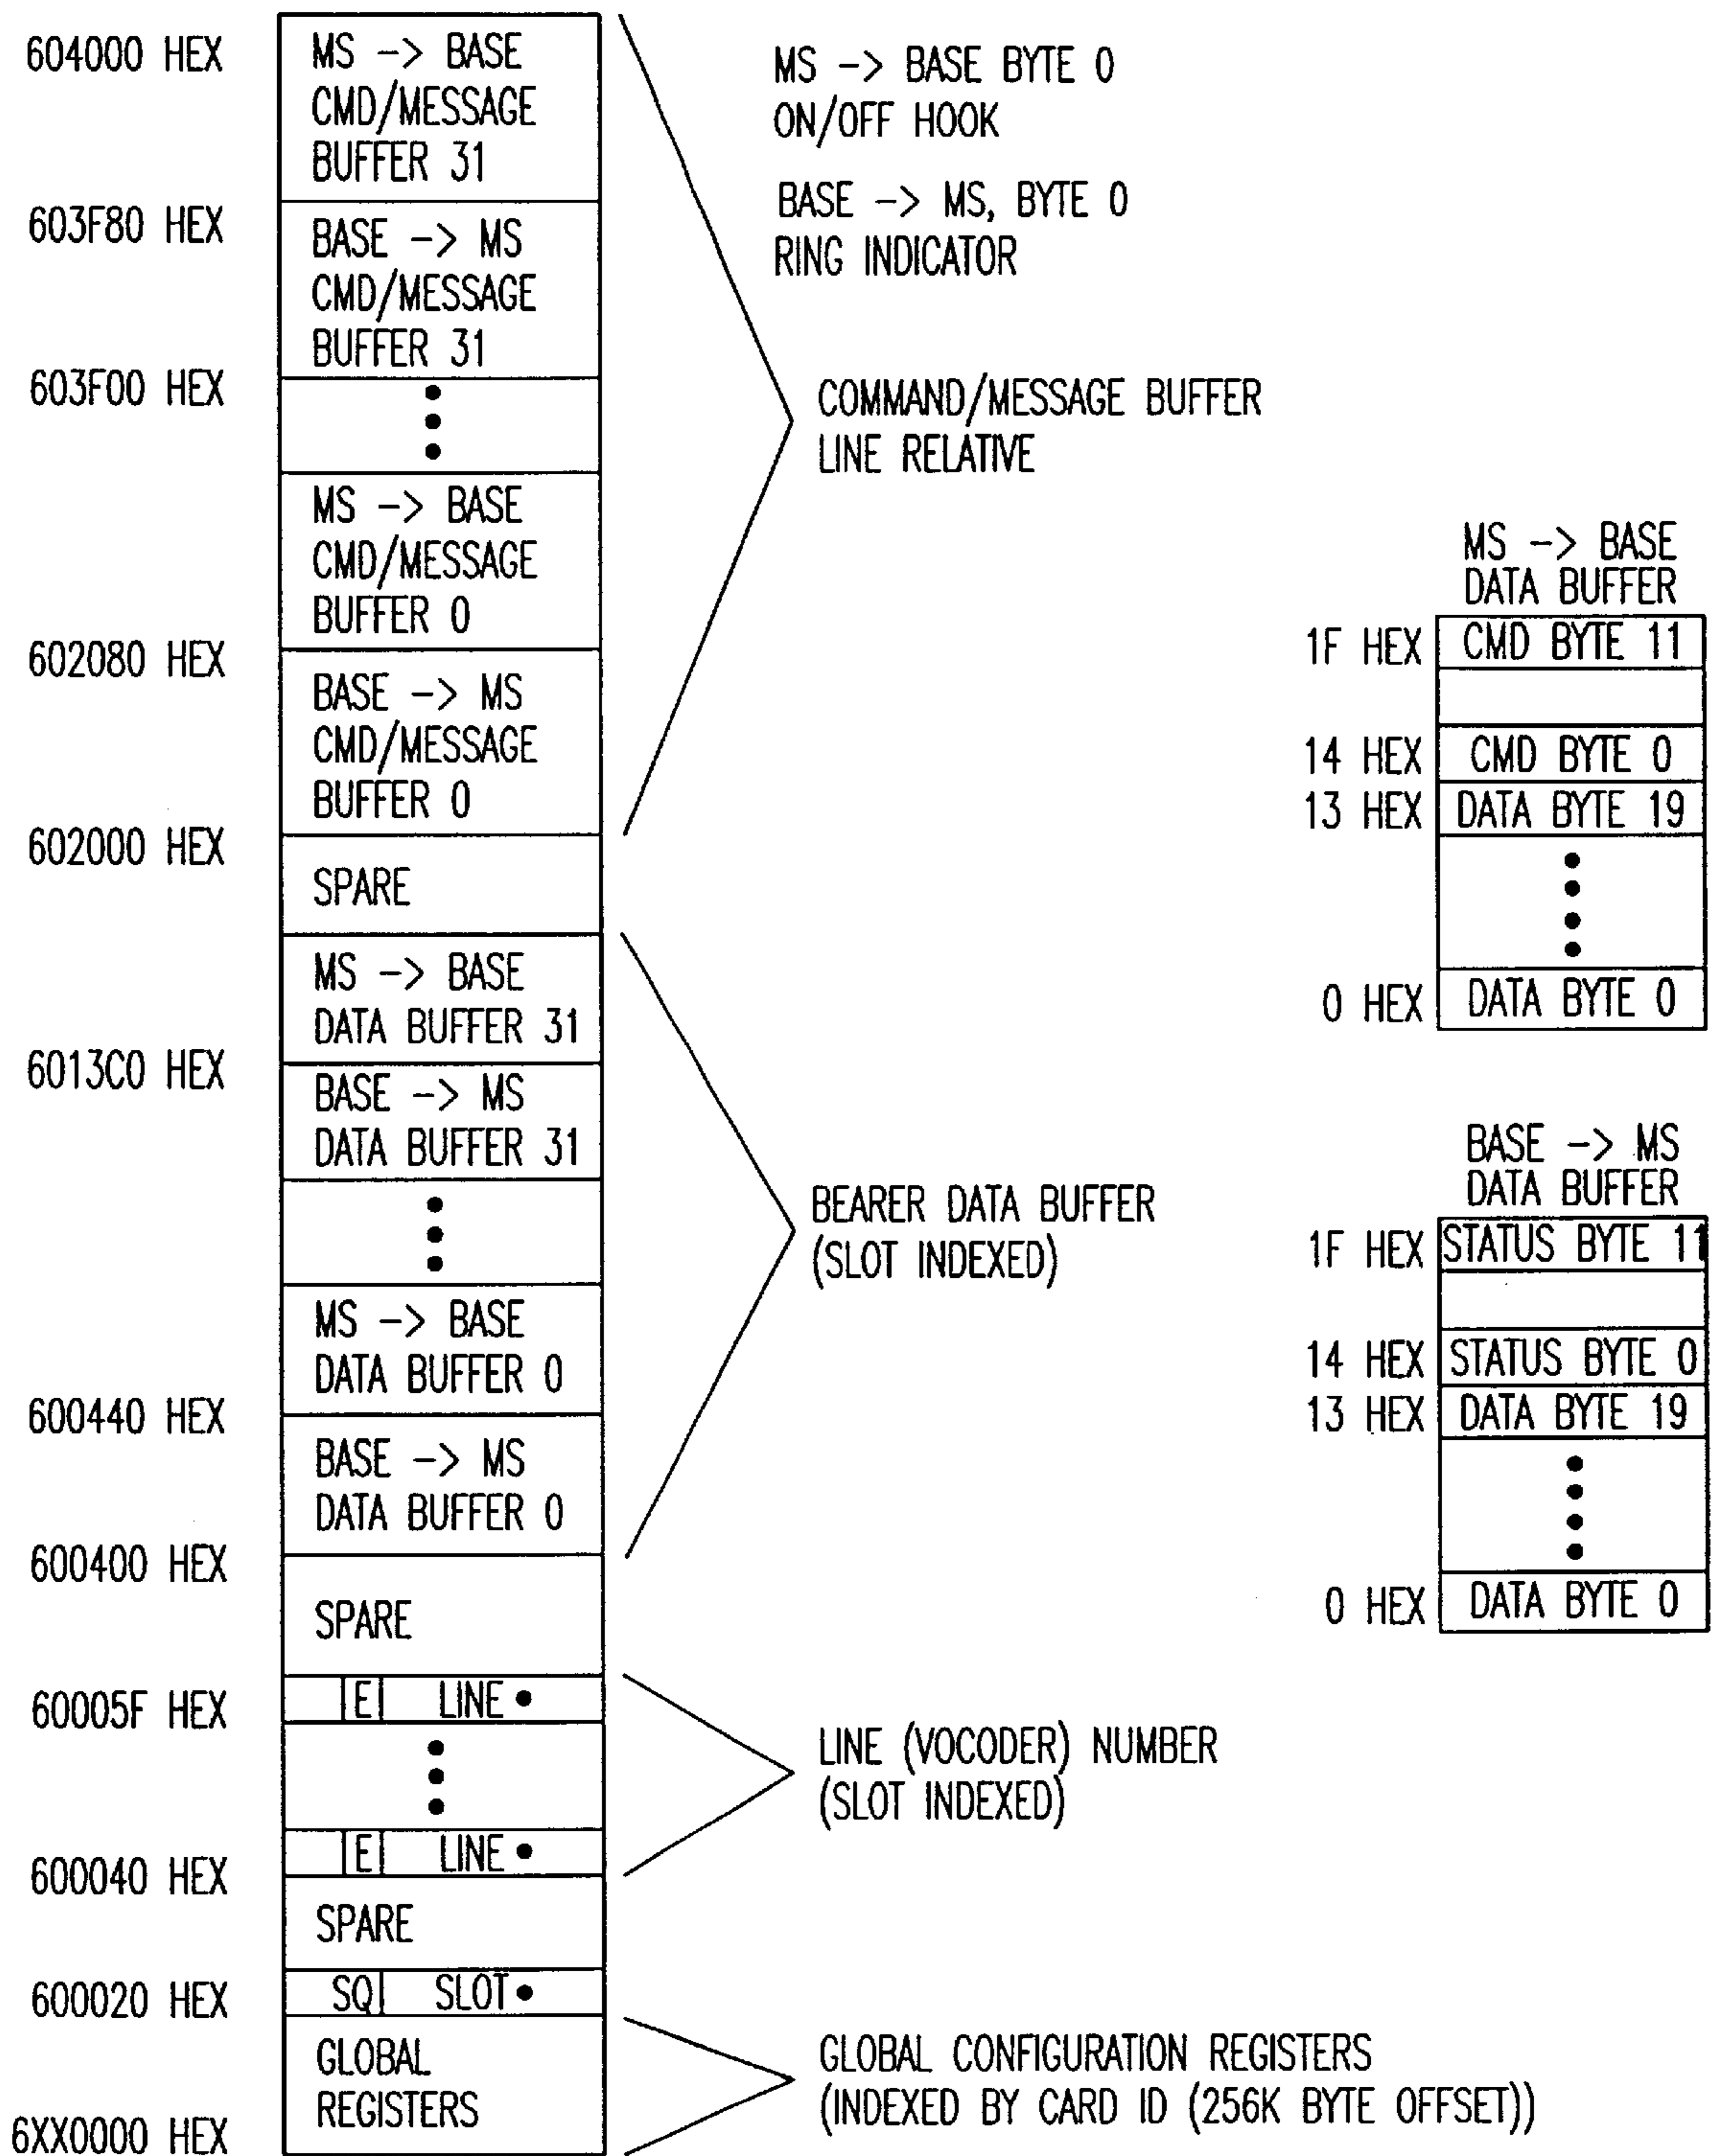 604000 HEX
MS -> BASE
CMD/MESSAGE
BUFFER 31
603F80 HEX
BASE -> MS
CMD/MESSAGE
BUFFER 31
603F00 HEX
MS -> BASE
CMD/MESSAGE
BUFFER 0
602080 HEX
BASE -> MS
CMD/MESSAGE
BUFFER 0
602000 HEX
SPARE
MS -> BASE
DATA BUFFER 31
6013C0 HEX
BASE -> MS
DATA BUFFER 31
MS -> BASE
DATA BUFFER 0
600440 HEX
BASE -> MS
DATA BUFFER 0
600400 HEX
SPARE
60005F HEX
E LINE
E LINE
600040 HEX
SPARE
600020 HEX
SQ SLOT
GLOBAL
REGISTERS
6XX0000 HEX
MS -> BASE BYTE 0
ON/OFF HOOK
BASE -> MS, BYTE 0
RING INDICATOR
COMMAND/MESSAGE BUFFER
LINE RELATIVE
BEARER DATA BUFFER
(SLOT INDEXED)
LINE (VOCODER) NUMBER
(SLOT INDEXED)
GLOBAL CONFIGURATION REGISTERS
(INDEXED BY CARD ID (256K BYTE OFFSET))
MS -> BASE
DATA BUFFER
1F HEX CMD BYTE 11
14 HEX CMD BYTE 0
13 HEX DATA BYTE 19
0 HEX DATA BYTE 0
BASE -> MS
DATA BUFFER
1F HEX STATUS BYTE 11
14 HEX STATUS BYTE 0
13 HEX DATA BYTE 19
0 HEX DATA BYTE 0